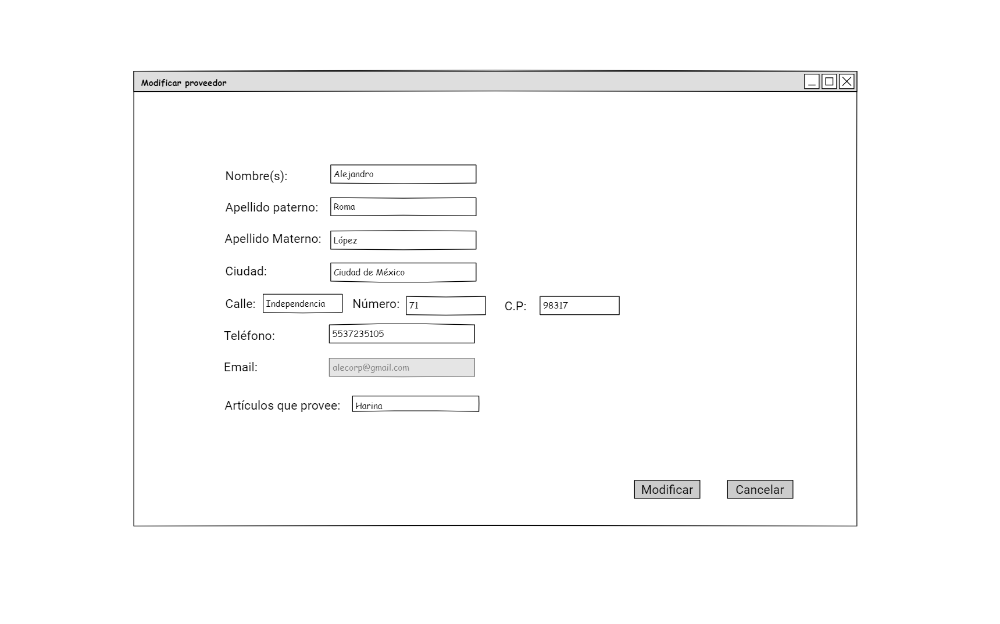 Modificar proveedor
Nombre(s): Alejandro
Apellido paterno: Roma
Apellido Materno: López
Ciudad: Ciudad de México
Calle: Independencia Número: 71 C.P: 98317
Teléfono: 5537235105
Email: alecorp@gmail.com
Artículos que provee: Harina
Modificar Cancelar